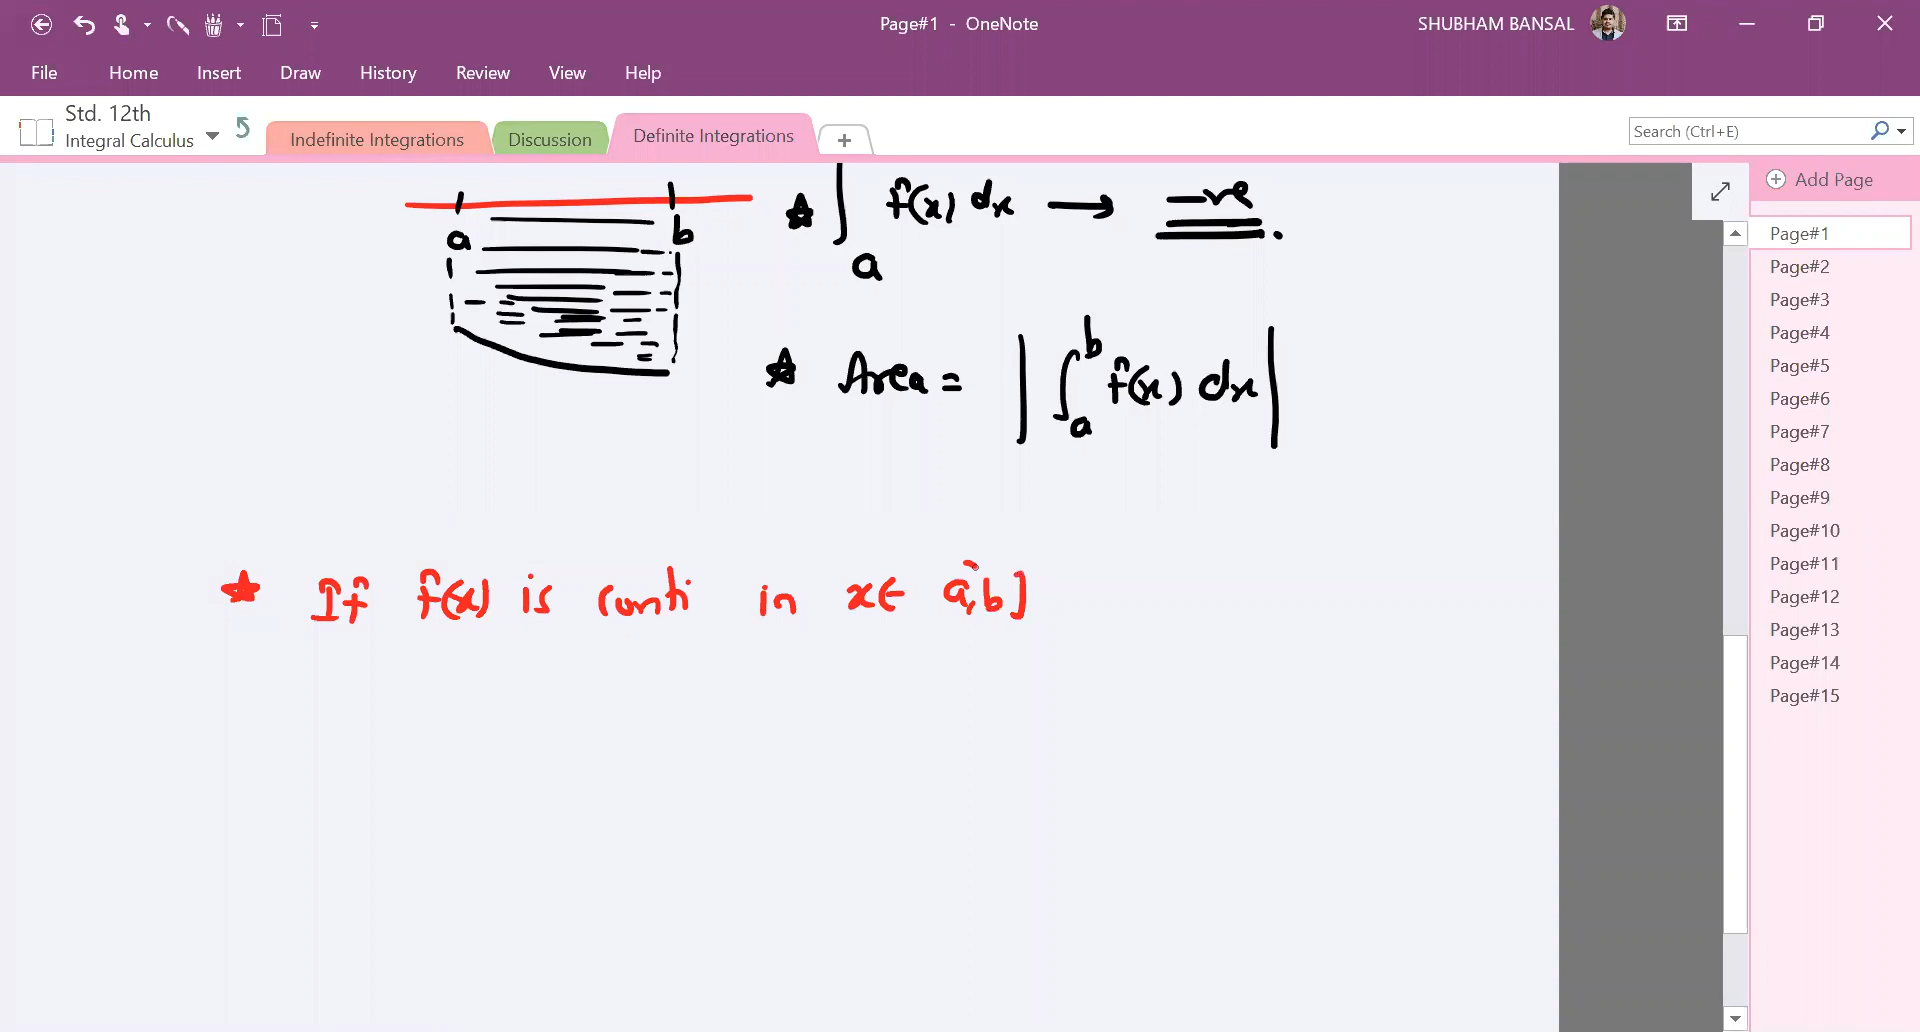 Page#1 - OneNote
SHUBHAM BANSAL
File Home Insert Draw History Review View Help
Std. 12th
Integral Calculus
Indefinite Integrations
Discussion
Definite Integrations
+
Search (Ctrl+E)
Add Page
Page#1
Page#2
Page#3
Page#4
Page#5
Page#6
Page#7
Page#8
Page#9
Page#10
Page#11
Page#12
Page#13
Page#14
Page#15
a b
★ ∫ₐ f(x) dx → –ve.
★ Area = | ∫ₐᵇ f(x) dx |
★ If f(x) is conti in x∈ a,b]